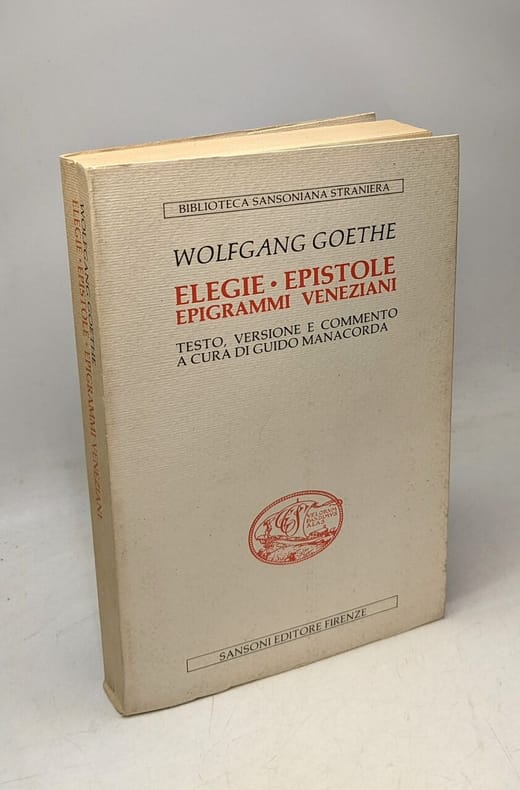 BIBLIOTECA SANSONIANA STRANIERA
WOLFGANG GOETHE
ELEGIE • EPISTOLE
EPIGRAMMI VENEZIANI
TESTO, VERSIONE E COMMENTO
A CURA DI GUIDO MANACORDA
SANSONI EDITORE FIRENZE
WOLFGANG GOETHE
ELEGIE • EPISTOLE • EPIGRAMMI VENEZIANI